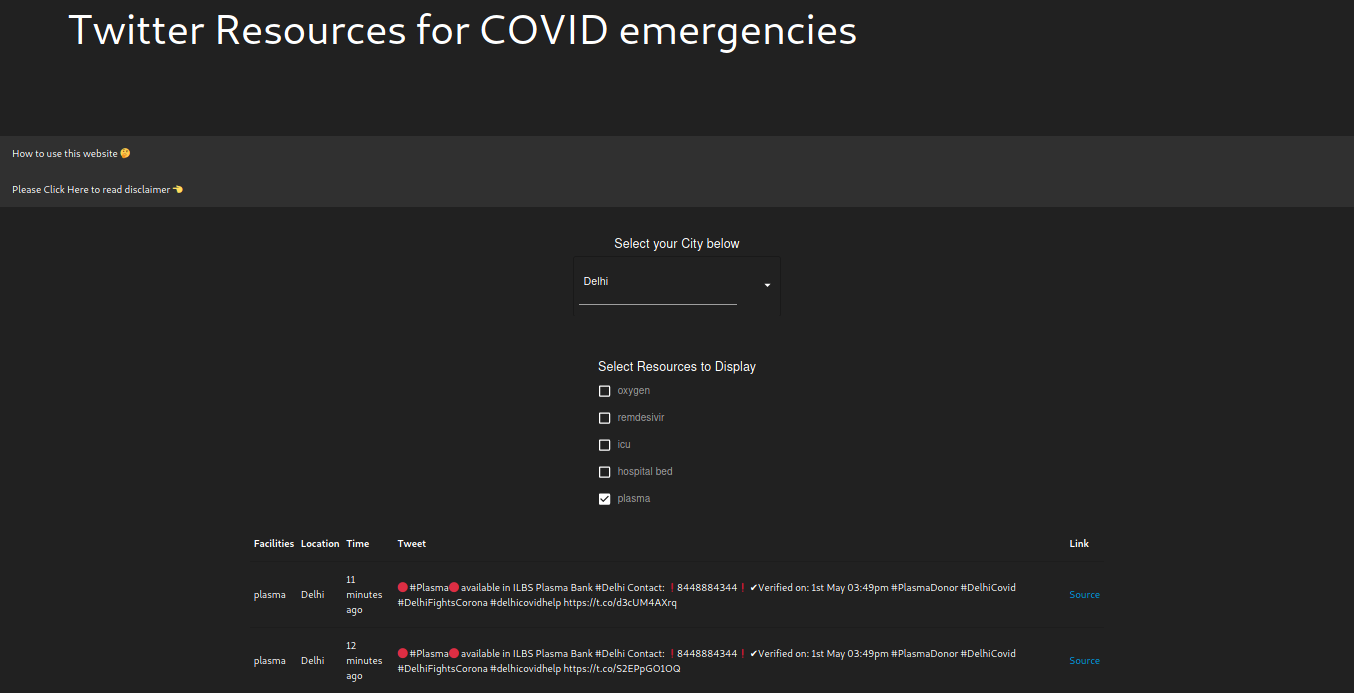 Twitter Resources for COVID emergencies
How to use this website 🤔
Please Click Here to read disclaimer 👈
Select your City below
Delhi
Select Resources to Display
oxygen
remdesivir
icu
hospital bed
plasma
Facilities Location Time Tweet Link
plasma Delhi 11 minutes ago 🔴#Plasma🔴available in ILBS Plasma Bank #Delhi Contact: ❗8448884344❗ ✔Verified on: 1st May 03:49pm #PlasmaDonor #DelhiCovid
#DelhiFightsCorona #delhicovidhelp https://t.co/d3cUM4AXrq Source
plasma Delhi 12 minutes ago 🔴#Plasma🔴available in ILBS Plasma Bank #Delhi Contact: ❗8448884344❗ ✔Verified on: 1st May 03:49pm #PlasmaDonor #DelhiCovid
#DelhiFightsCorona #delhicovidhelp https://t.co/S2EPpGO1OQ Source